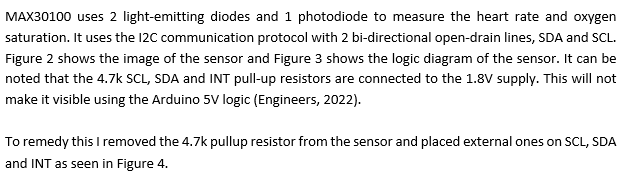 MAX30100 uses 2 light-emitting diodes and 1 photodiode to measure the heart rate and oxygen
saturation. It uses the I2C communication protocol with 2 bi-directional open-drain lines, SDA and SCL.
Figure 2 shows the image of the sensor and Figure 3 shows the logic diagram of the sensor. It can be
noted that the 4.7k SCL, SDA and INT pull-up resistors are connected to the 1.8V supply. This will not
make it visible using the Arduino 5V logic (Engineers, 2022).
To remedy this I removed the 4.7k pullup resistor from the sensor and placed external ones on SCL, SDA
and INT as seen in Figure 4.